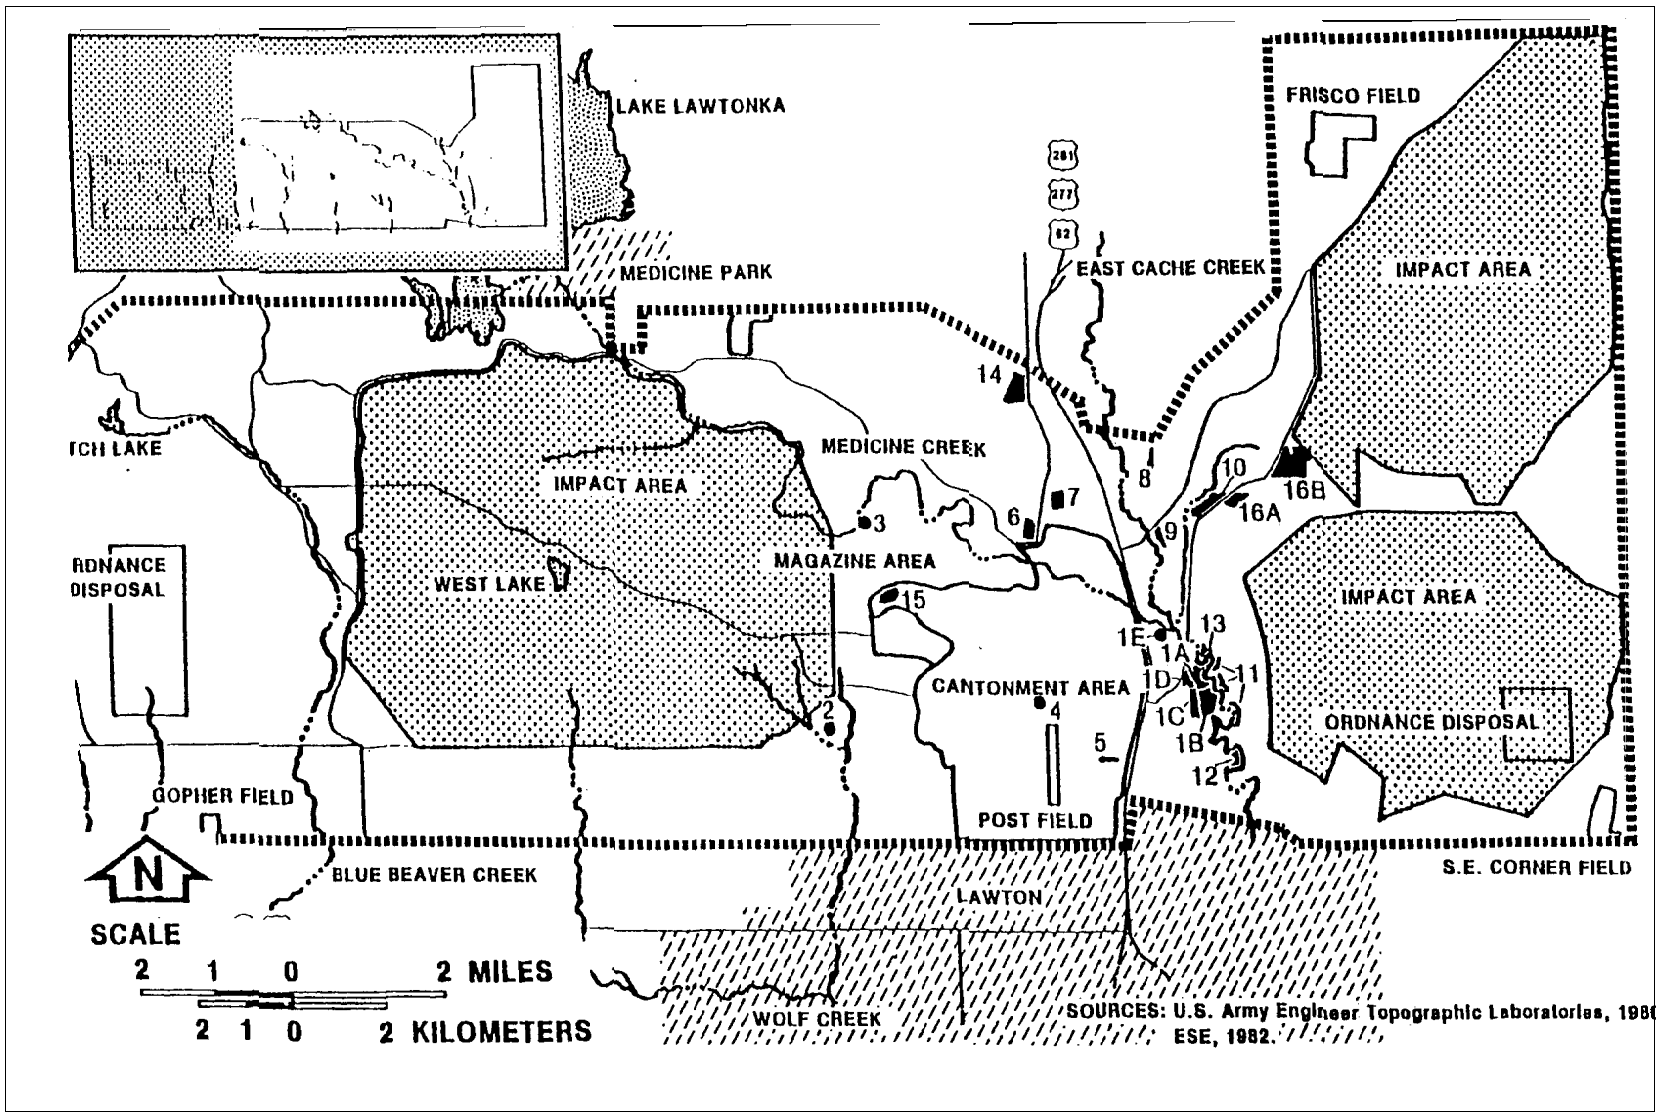 LAKE LAWTONKA
FRISCO FIELD
281
277
62
MEDICINE PARK
EAST CACHE CREEK
IMPACT AREA
14
TCH LAKE
MEDICINE CREEK
8
10
IMPACT AREA
16B
7
16A
6
3
9
RDNANCE
DISPOSAL
MAGAZINE AREA
WEST LAKE
15
IMPACT AREA
1E
13
1A
1D
11
CANTONMENT AREA
2
4
1C
ORDNANCE DISPOSAL
5
1B
12
GOPHER FIELD
POST FIELD
N
BLUE BEAVER CREEK
S.E. CORNER FIELD
LAWTON
SCALE
2 1 0 2 MILES
WOLF CREEK
SOURCES: U.S. Army Engineer Topographic Laboratories, 198
ESE, 1982.
2 1 0 2 KILOMETERS